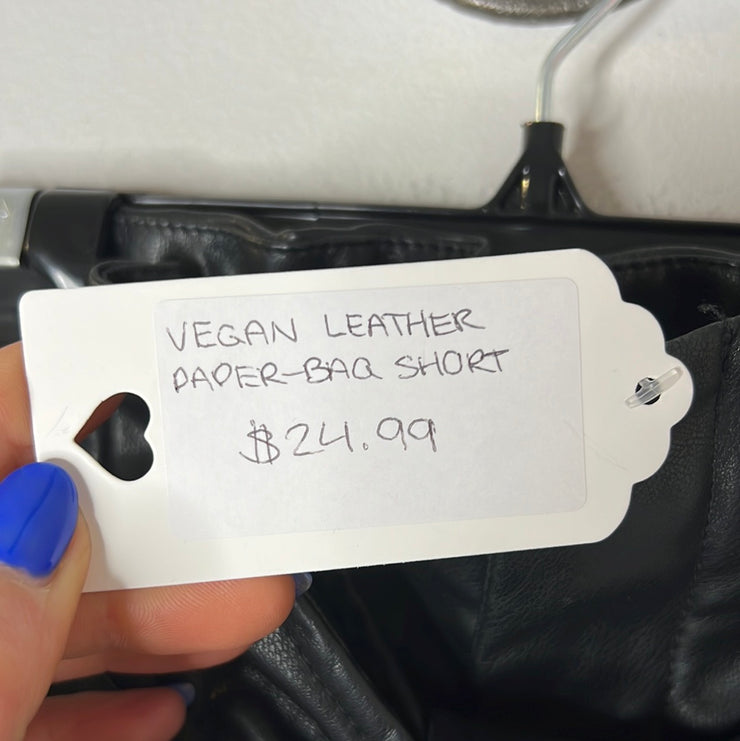 VEGAN LEATHER
PAPER-BAG SHORT
$24.99